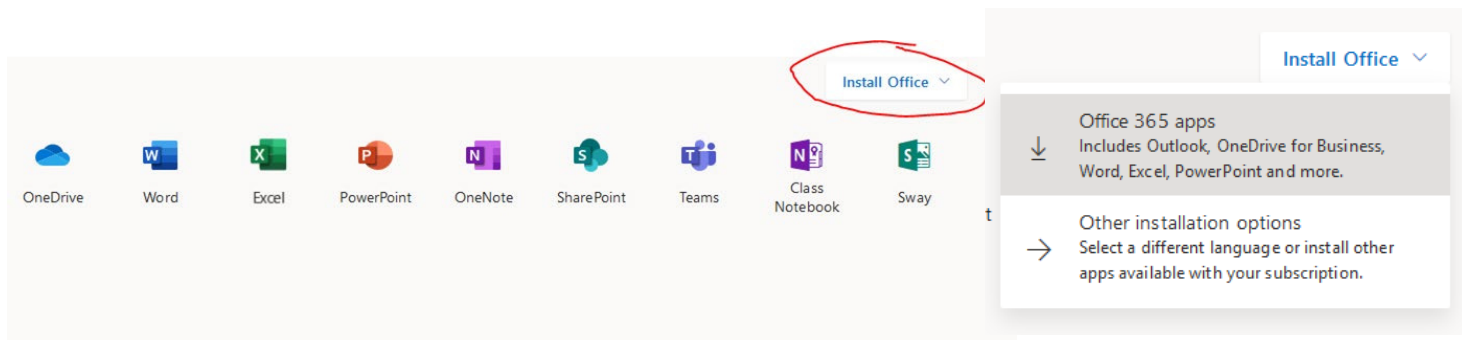 Install Office
OneDrive
Word
Excel
PowerPoint
OneNote
SharePoint
Teams
Class
Notebook
Sway
Install Office
Office 365 apps
Includes Outlook, OneDrive for Business,
Word, Excel, PowerPoint and more.
Other installation options
Select a different language or install other
apps available with your subscription.
t